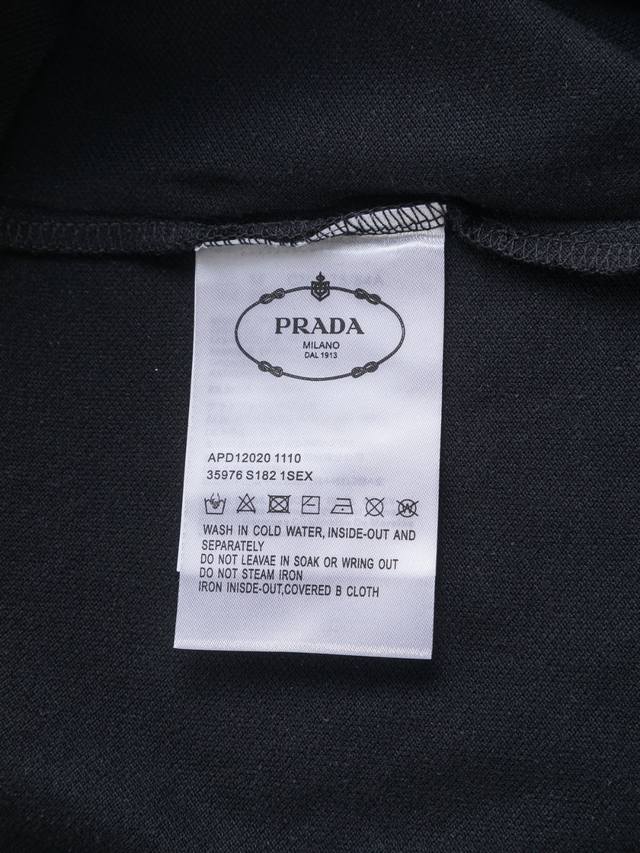 PRADA
MILANO
DAL 1913
APD12020 1110
35976 S182 1SEX
WASH IN COLD WATER, INSIDE-OUT AND
SEPARATELY
DO NOT LEAVAE IN SOAK OR WRING OUT
DO NOT STEAM IRON
IRON INISDE-OUT,COVERED B CLOTH